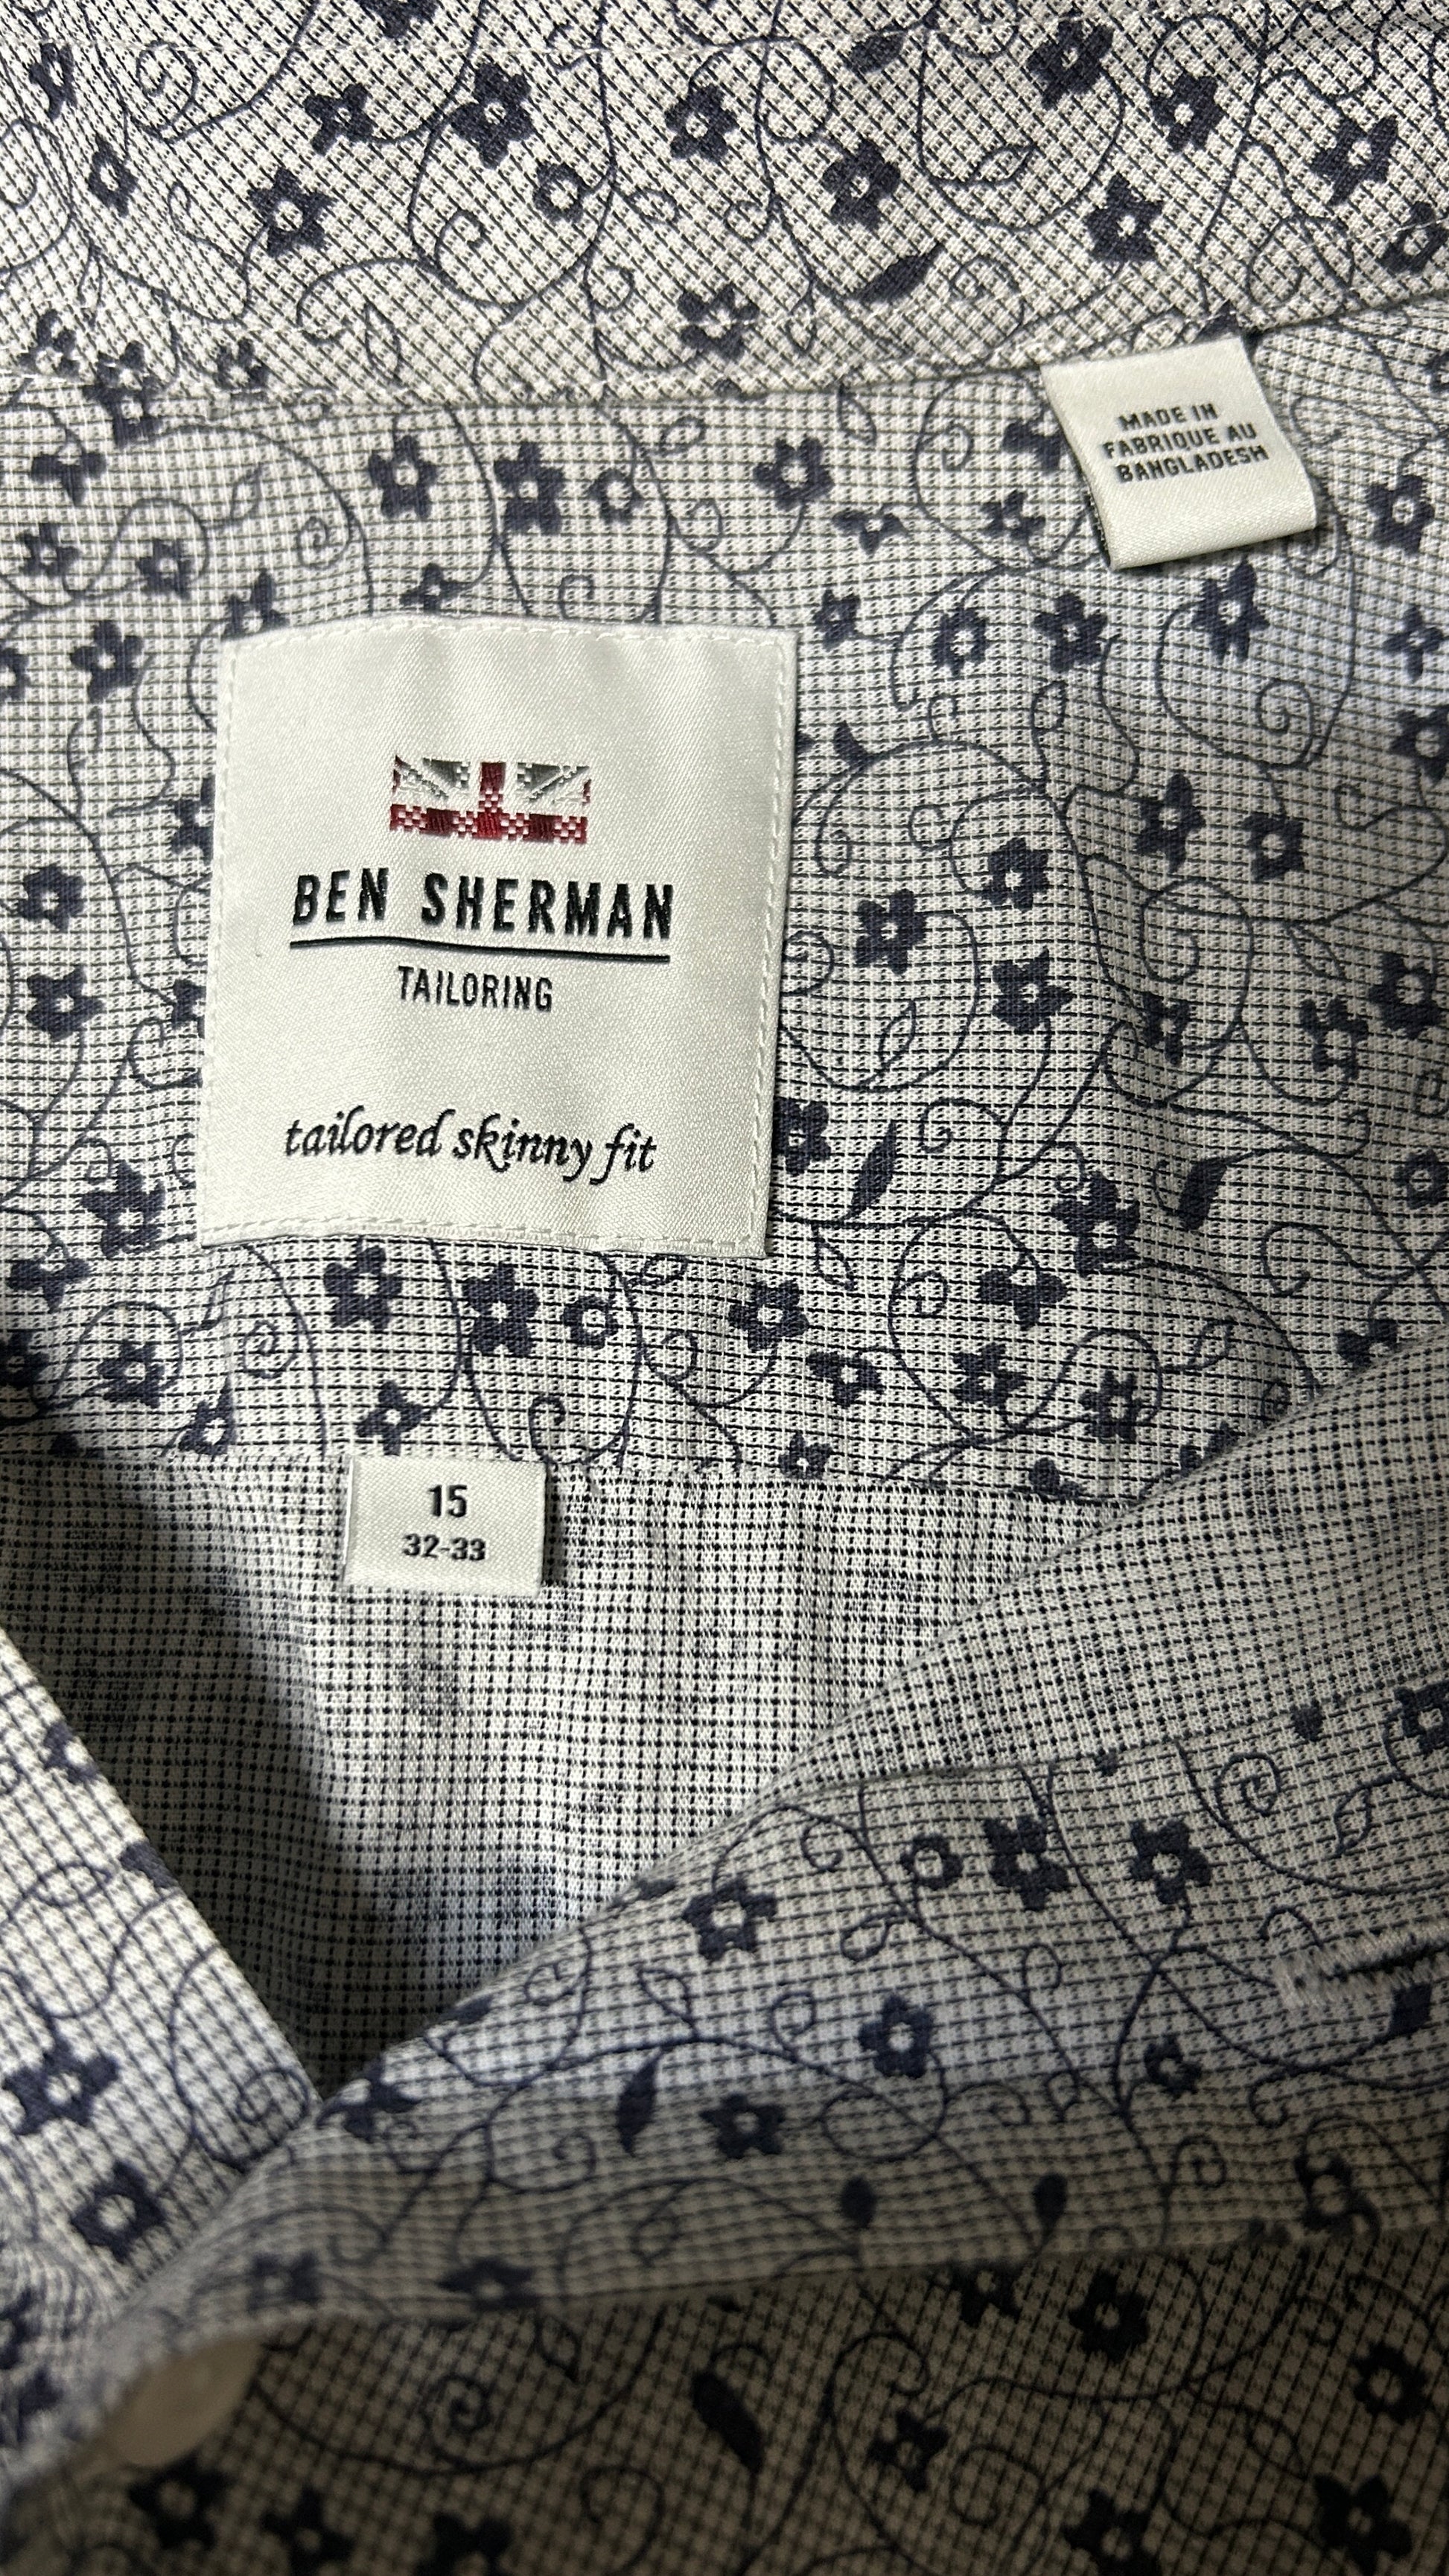 MADE IN
FABRIQUE AU
BANGLADESH
BEN SHERMAN
TAILORING
tailored skinny fit
15
32-33